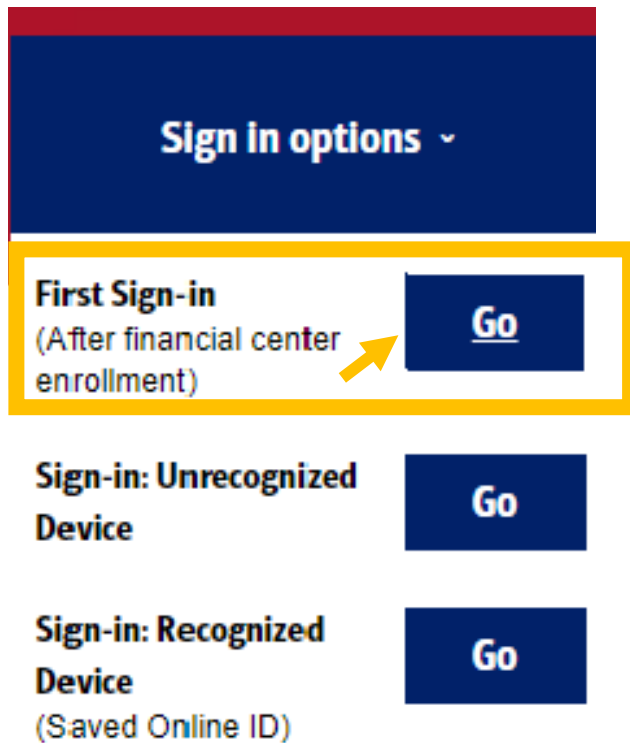 Sign in options
First Sign-in
(After financial center
enrollment)
Go
Sign-in: Unrecognized
Device
Go
Sign-in: Recognized
Device
(Saved Online ID)
Go